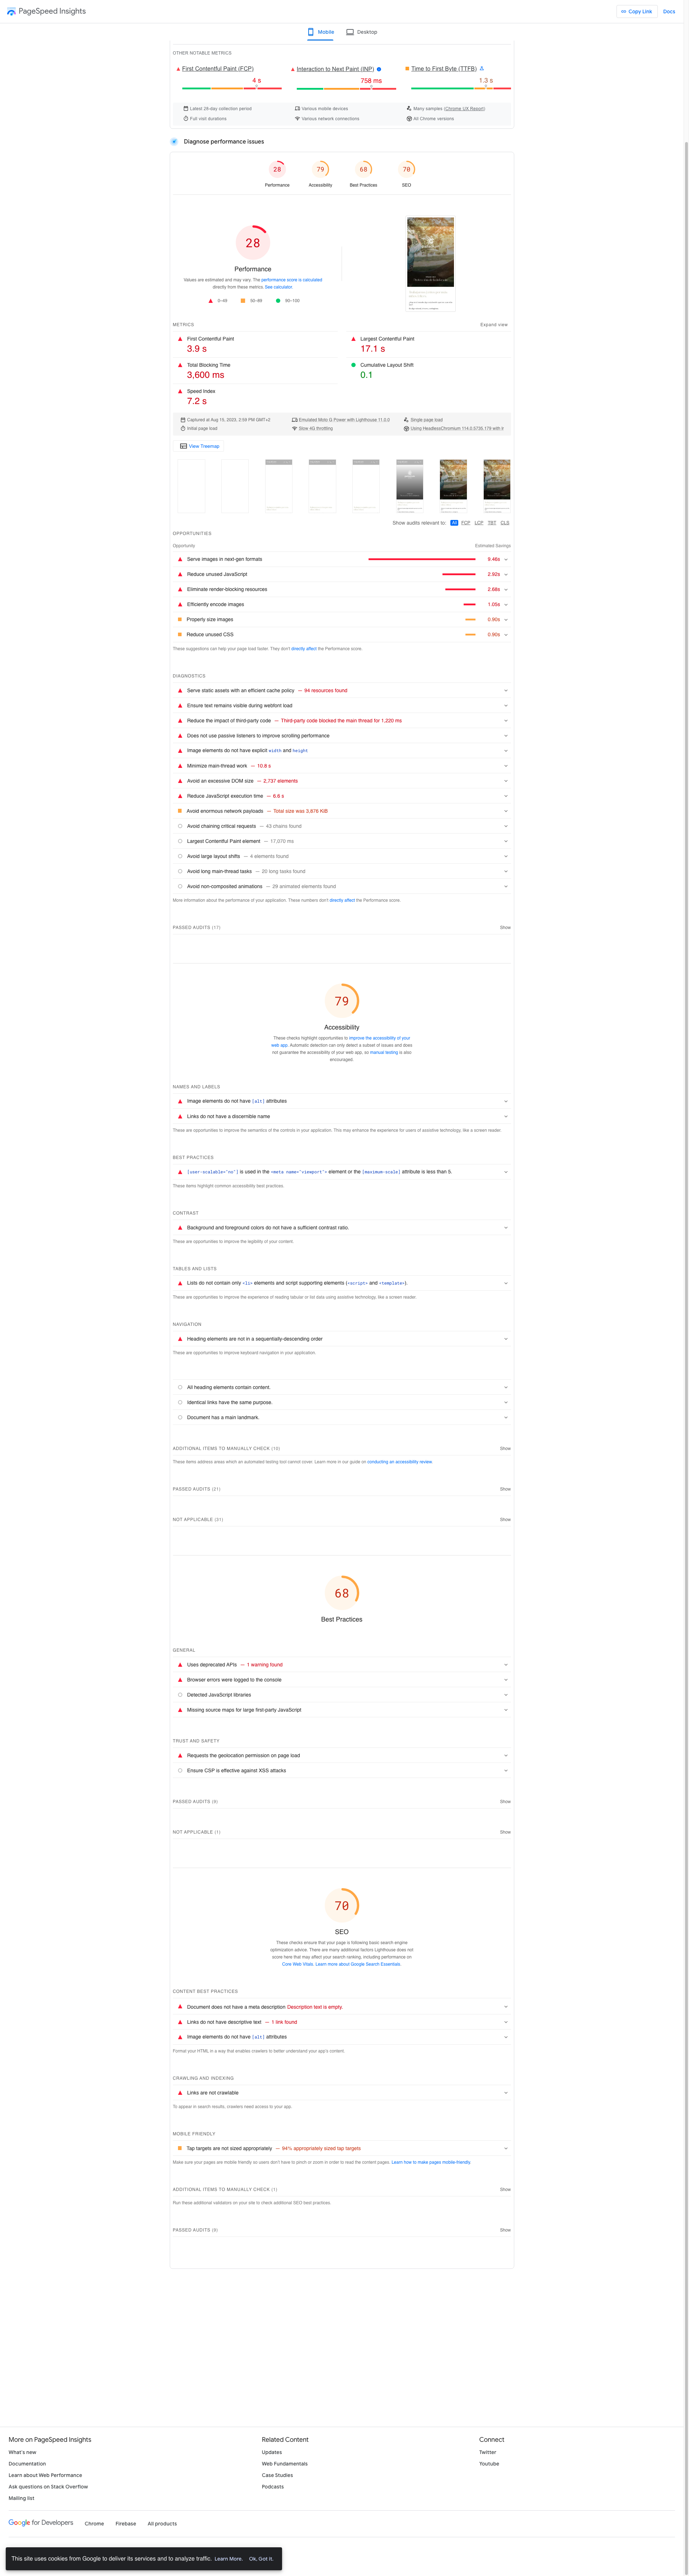 PageSpeed Insights
Copy Link
Docs
Mobile
Desktop
OTHER NOTABLE METRICS
First Contentful Paint (FCP)
4 s
Interaction to Next Paint (INP)
758 ms
Time to First Byte (TTFB)
1.3 s
Latest 28-day collection period
Various mobile devices
Many samples (Chrome UX Report)
Full visit durations
Various network connections
All Chrome versions
Diagnose performance issues
28
79
68
70
Performance
Accessibility
Best Practices
SEO
28
Performance
Values are estimated and may vary. The performance score is calculated
directly from these metrics. See calculator.
0–49
50–89
90–100
METRICS
Expand view
First Contentful Paint
3.9 s
Largest Contentful Paint
17.1 s
Total Blocking Time
3,600 ms
Cumulative Layout Shift
0.1
Speed Index
7.2 s
Captured at Aug 15, 2023, 2:08 PM GMT+2
Emulated Moto G Power with Lighthouse 11.0.0
Single page load
Initial page load
Slow 4G throttling
Using HeadlessChromium 114.0.5735.179 with lr
View Treemap
Show audits relevant to:
All
FCP
LCP
TBT
CLS
OPPORTUNITIES
Opportunity
Estimated Savings
Serve images in next-gen formats
9.46s
Reduce unused JavaScript
2.92s
Eliminate render-blocking resources
2.68s
Efficiently encode images
1.05s
Properly size images
0.90s
Reduce unused CSS
0.90s
These suggestions can help your page load faster. They don't directly affect the Performance score.
DIAGNOSTICS
Serve static assets with an efficient cache policy — 94 resources found
Ensure text remains visible during webfont load
Reduce the impact of third-party code — Third-party code blocked the main thread for 1,220 ms
Does not use passive listeners to improve scrolling performance
Image elements do not have explicit width and height
Minimize main-thread work — 10.8 s
Avoid an excessive DOM size — 2,737 elements
Reduce JavaScript execution time — 6.6 s
Avoid enormous network payloads — Total size was 3,876 KiB
Avoid chaining critical requests — 43 chains found
Largest Contentful Paint element — 17,070 ms
Avoid large layout shifts — 4 elements found
Avoid long main-thread tasks — 20 long tasks found
Avoid non-composited animations — 29 animated elements found
More information about the performance of your application. These numbers don't directly affect the Performance score.
PASSED AUDITS (17)
Show
79
Accessibility
These checks highlight opportunities to improve the accessibility of your
web app. Automatic detection can only detect a subset of issues and does
not guarantee the accessibility of your web app, so manual testing is also
encouraged.
NAMES AND LABELS
Image elements do not have [alt] attributes
Links do not have a discernible name
These are opportunities to improve the semantics of the controls in your application. This may enhance the experience for users of assistive technology, like a screen reader.
BEST PRACTICES
[user-scalable="no"] is used in the <meta name="viewport"> element or the [maximum-scale] attribute is less than 5.
These items highlight common accessibility best practices.
CONTRAST
Background and foreground colors do not have a sufficient contrast ratio.
These are opportunities to improve the legibility of your content.
TABLES AND LISTS
Lists do not contain only <li> elements and script supporting elements (<script> and <template>).
These are opportunities to improve the experience of reading tabular or list data using assistive technology, like a screen reader.
NAVIGATION
Heading elements are not in a sequentially-descending order
These are opportunities to improve keyboard navigation in your application.
All heading elements contain content.
Identical links have the same purpose.
Document has a main landmark.
ADDITIONAL ITEMS TO MANUALLY CHECK (10)
Show
These items address areas which an automated testing tool cannot cover. Learn more in our guide on conducting an accessibility review.
PASSED AUDITS (21)
Show
NOT APPLICABLE (31)
Show
68
Best Practices
GENERAL
Uses deprecated APIs — 1 warning found
Browser errors were logged to the console
Detected JavaScript libraries
Missing source maps for large first-party JavaScript
TRUST AND SAFETY
Requests the geolocation permission on page load
Ensure CSP is effective against XSS attacks
PASSED AUDITS (9)
Show
NOT APPLICABLE (1)
Show
70
SEO
These checks ensure that your page is following basic search engine
optimization advice. There are many additional factors Lighthouse does not
score here that may affect your search ranking, including performance on
Core Web Vitals. Learn more about Google Search Essentials.
CONTENT BEST PRACTICES
Document does not have a meta description Description text is empty.
Links do not have descriptive text — 1 link found
Image elements do not have [alt] attributes
Format your HTML in a way that enables crawlers to better understand your app's content.
CRAWLING AND INDEXING
Links are not crawlable
To appear in search results, crawlers need access to your app.
MOBILE FRIENDLY
Tap targets are not sized appropriately — 94% appropriately sized tap targets
Make sure your pages are mobile friendly so users don't have to pinch or zoom in order to read the content pages. Learn how to make pages mobile-friendly.
ADDITIONAL ITEMS TO MANUALLY CHECK (1)
Show
Run these additional validators on your site to check additional SEO best practices.
PASSED AUDITS (9)
Show
More on PageSpeed Insights
What's new
Documentation
Learn about Web Performance
Ask questions on Stack Overflow
Mailing list
Related Content
Updates
Web Fundamentals
Case Studies
Podcasts
Connect
Twitter
Youtube
Google for Developers
Chrome
Firebase
All products
This site uses cookies from Google to deliver its services and to analyze traffic. Learn More. Ok, Got it.